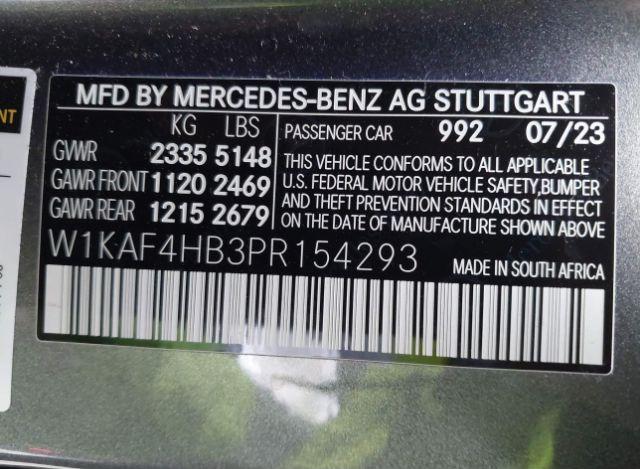 MFD BY MERCEDES-BENZ AG STUTTGART
KG LBS
GVWR 2335 5148
GAWR FRONT 1120 2469
GAWR REAR 1215 2679
PASSENGER CAR 992 07/23
THIS VEHICLE CONFORMS TO ALL APPLICABLE
U.S. FEDERAL MOTOR VEHICLE SAFETY,BUMPER
AND THEFT PREVENTION STANDARDS IN EFFECT
ON THE DATE OF MANUFACTURE SHOWN ABOVE
W1KAF4HB3PR154293
MADE IN SOUTH AFRICA